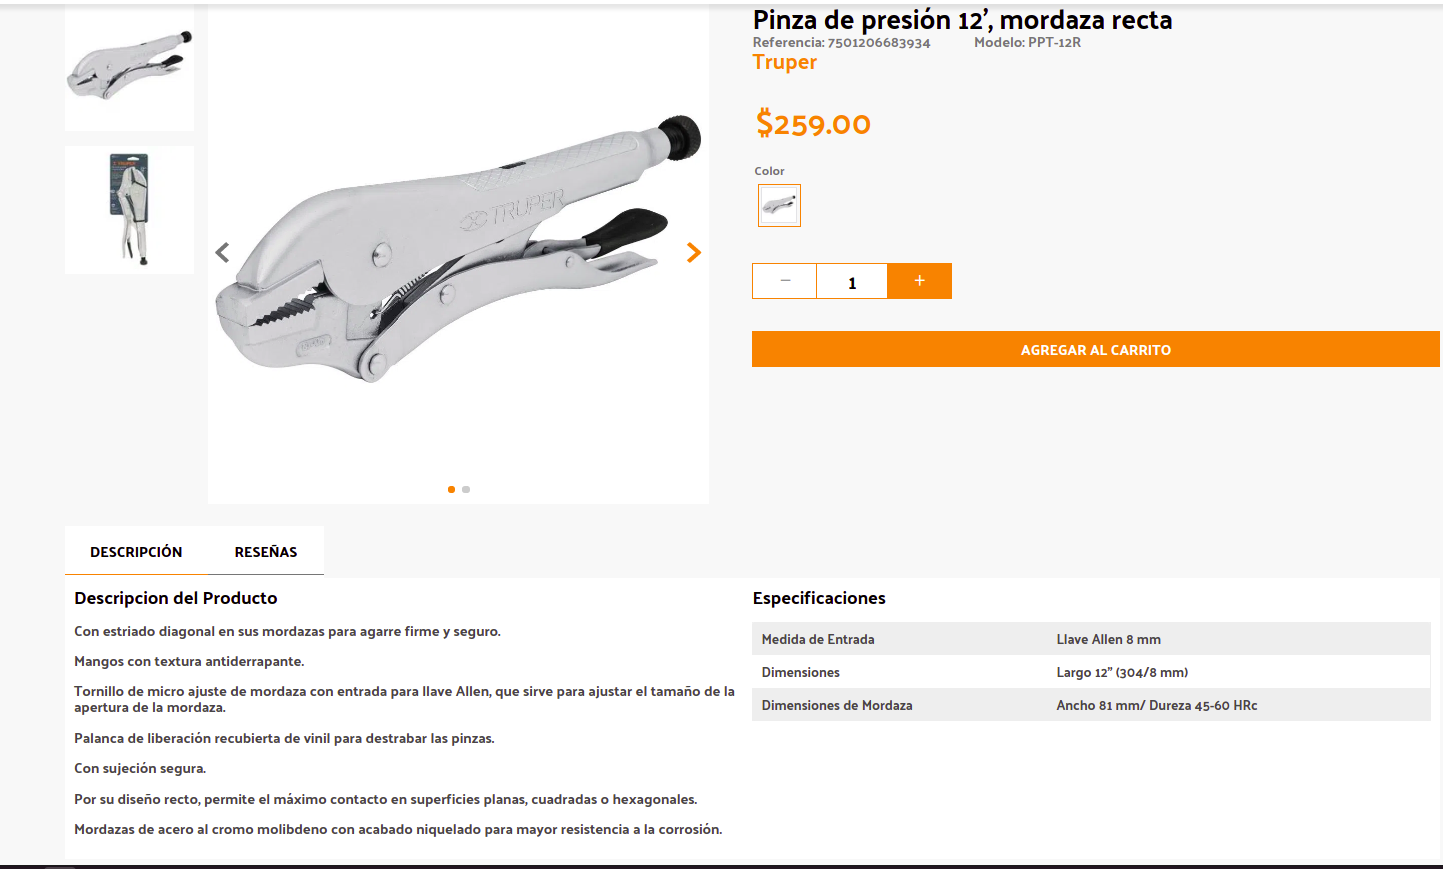 Pinza de presión 12', mordaza recta
Referencia: 7501206683934 Modelo: PPT-12R
Truper
$259.00
Color
TRUPER
− 1 +
AGREGAR AL CARRITO
DESCRIPCIÓN RESEÑAS
Descripcion del Producto
Con estriado diagonal en sus mordazas para agarre firme y seguro.
Mangos con textura antiderrapante.
Tornillo de micro ajuste de mordaza con entrada para llave Allen, que sirve para ajustar el tamaño de la
apertura de la mordaza.
Palanca de liberación recubierta de vinil para destrabar las pinzas.
Con sujeción segura.
Por su diseño recto, permite el máximo contacto en superficies planas, cuadradas o hexagonales.
Mordazas de acero al cromo molibdeno con acabado niquelado para mayor resistencia a la corrosión.
Especificaciones
Medida de Entrada Llave Allen 8 mm
Dimensiones Largo 12” (304/8 mm)
Dimensiones de Mordaza Ancho 81 mm/ Dureza 45-60 HRc